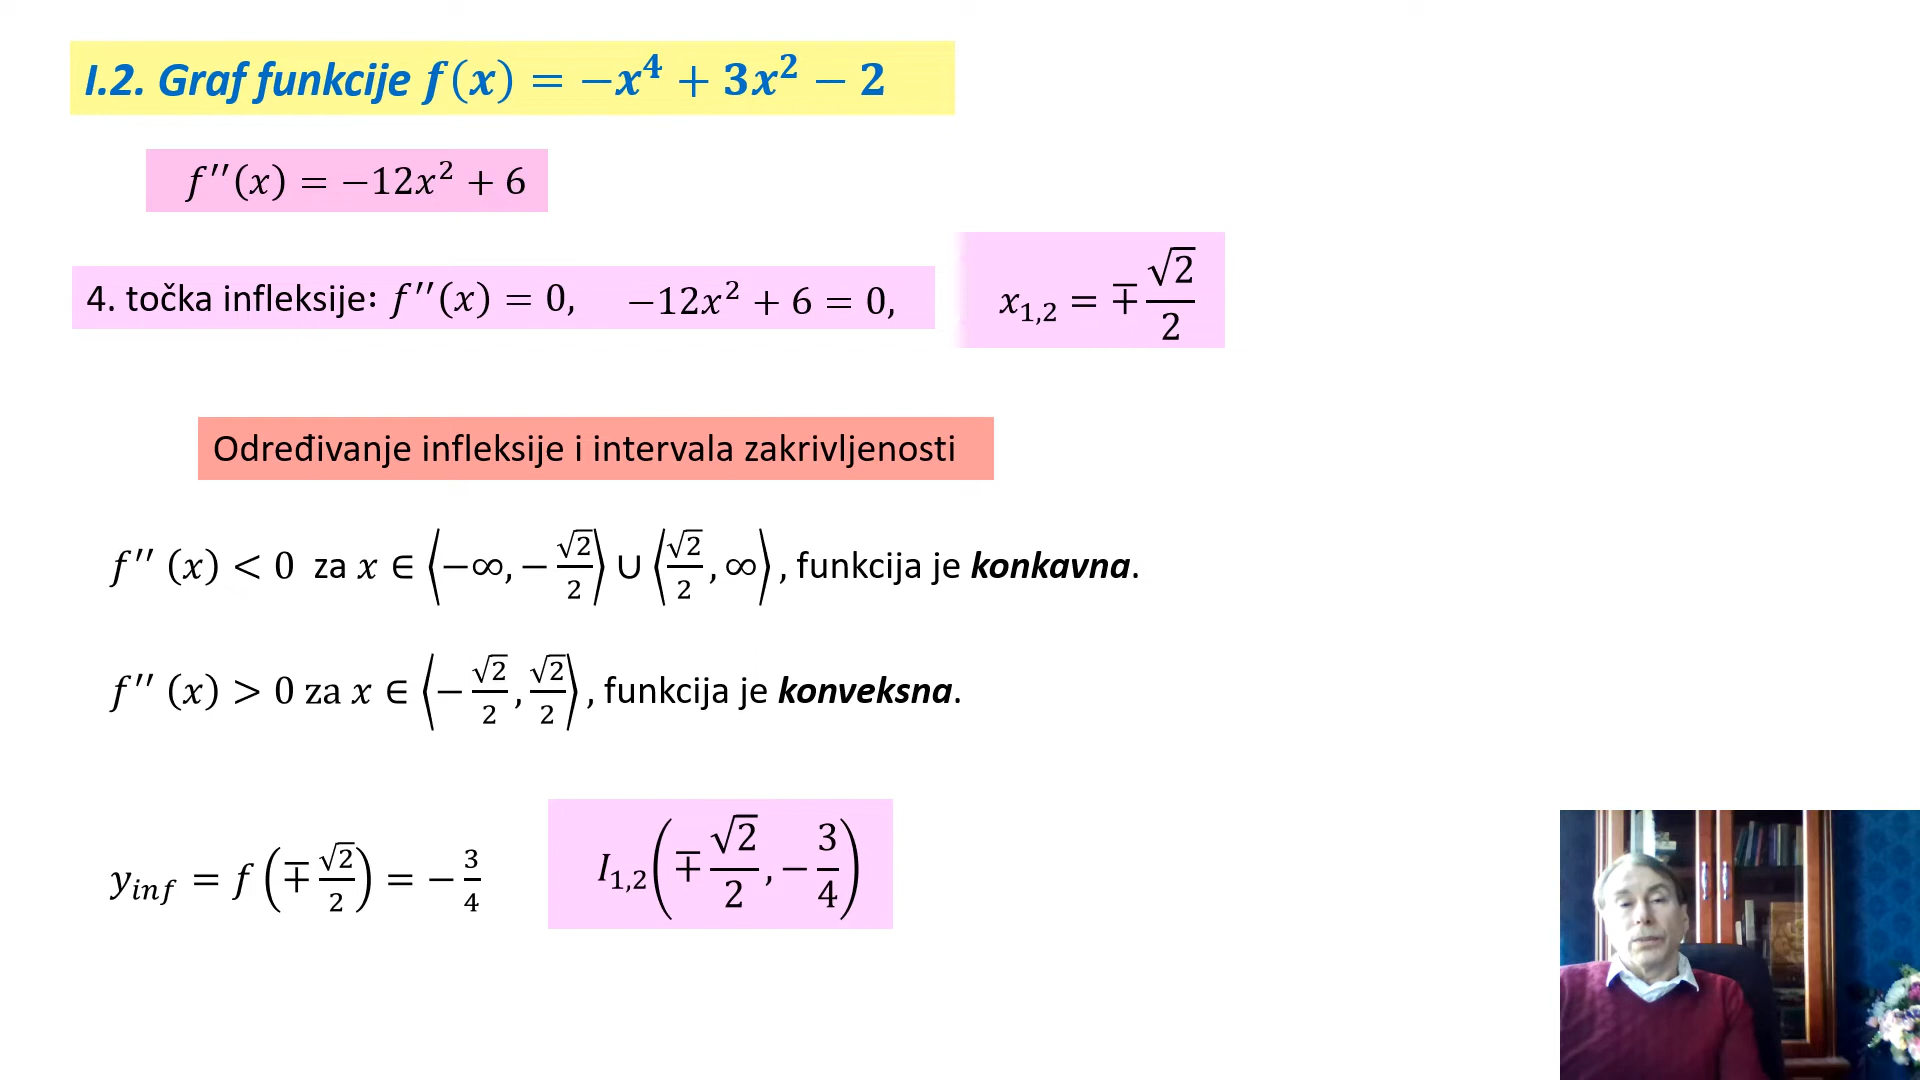 I.2. Graf funkcije f(x) = −x⁴ + 3x² − 2
f′′(x) = −12x² + 6
4. točka infleksije: f′′(x) = 0, −12x² + 6 = 0, x₁,₂ = ∓ √2/2
Određivanje infleksije i intervala zakrivljenosti
f′′ (x) < 0 za x ∈ ⟨−∞, − √2/2⟩ ∪ ⟨√2/2, ∞⟩, funkcija je konkavna.
f′′ (x) > 0 za x ∈ ⟨− √2/2, √2/2⟩, funkcija je konveksna.
y_inf = f(∓ √2/2) = − 3/4 I₁,₂(∓ √2/2, − 3/4)